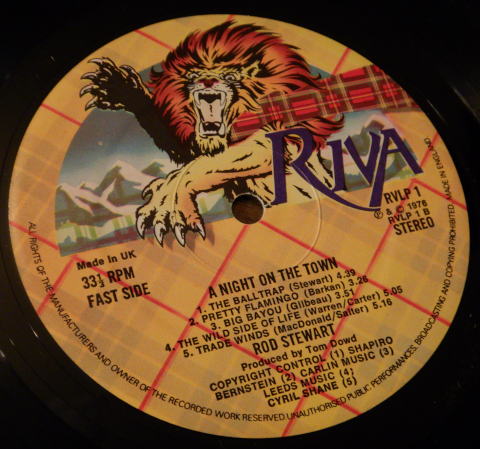 RIVA
RVLP 1
℗ & © 1976
RVLP 1 B
STEREO
Made in UK
33⅓ RPM
FAST SIDE
A NIGHT ON THE TOWN
1. THE BALLTRAP (Stewart) 4.39
2. PRETTY FLAMINGO (Barkan) 3.26
3. BIG BAYOU (Gilbeau) 3.51
4. THE WILD SIDE OF LIFE (Warren/Carter) 5.05
5. TRADE WINDS (MacDonald/Salter) 5.16
ROD STEWART
Produced by Tom Dowd
COPYRIGHT CONTROL (1) SHAPIRO
BERNSTEIN (2) CARLIN MUSIC (3)
LEEDS MUSIC (4)
CYRIL SHANE (5)
ALL RIGHTS OF THE MANUFACTURERS AND OWNER OF THE RECORDED WORK RESERVED. UNAUTHORISED PUBLIC PERFORMANCES, BROADCASTING AND COPYING PROHIBITED. MADE IN ENGLAND.